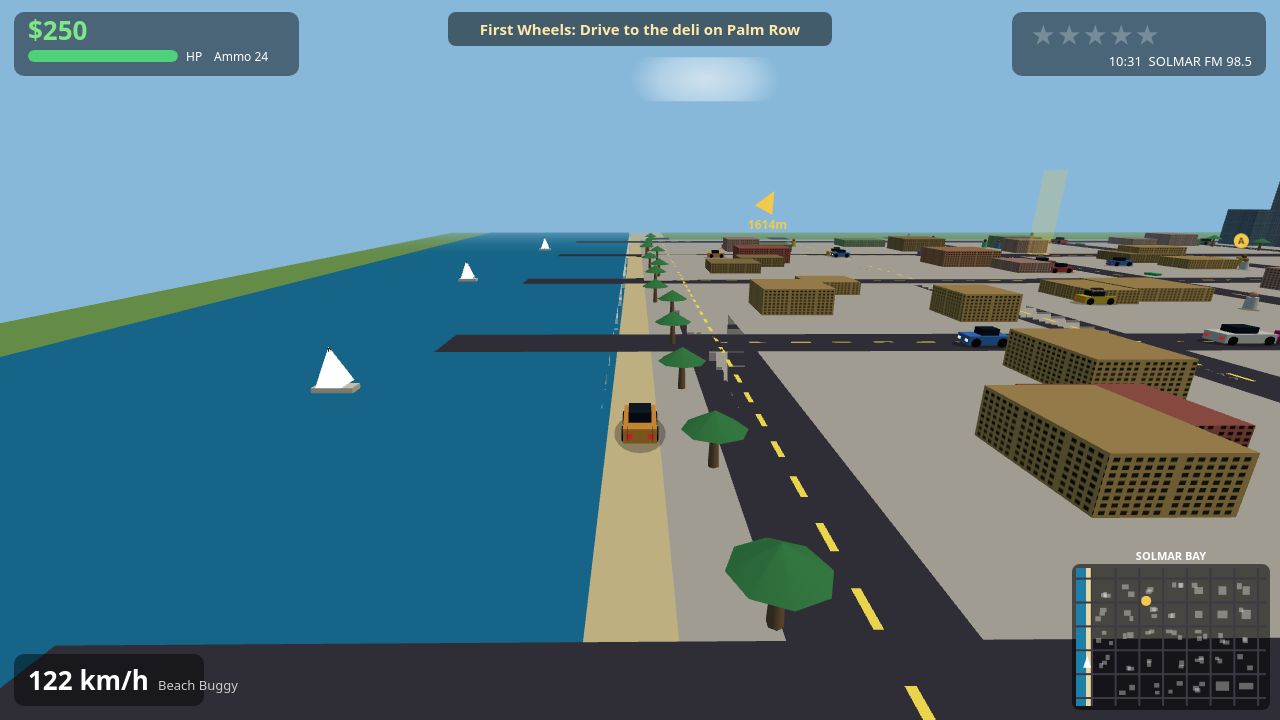 $250
HP Ammo 24
First Wheels: Drive to the deli on Palm Row
10:31 SOLMAR FM 98.5
1614m
A
SOLMAR BAY
122 km/h Beach Buggy